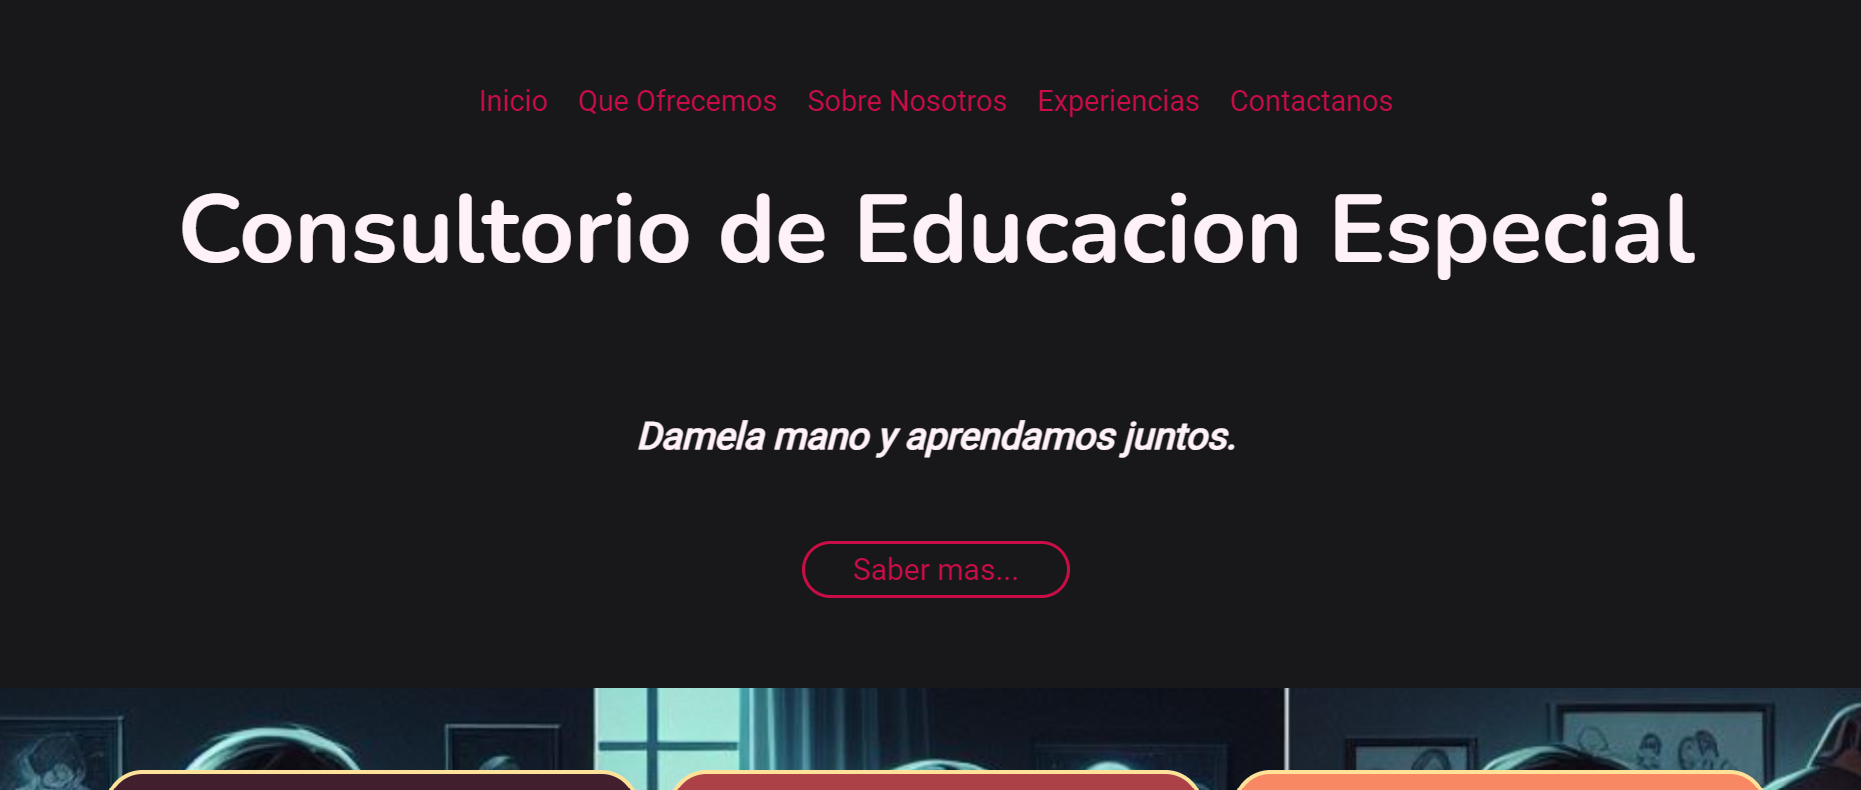 Inicio Que Ofrecemos Sobre Nosotros Experiencias Contactanos
Consultorio de Educacion Especial
Damela mano y aprendamos juntos.
Saber mas...